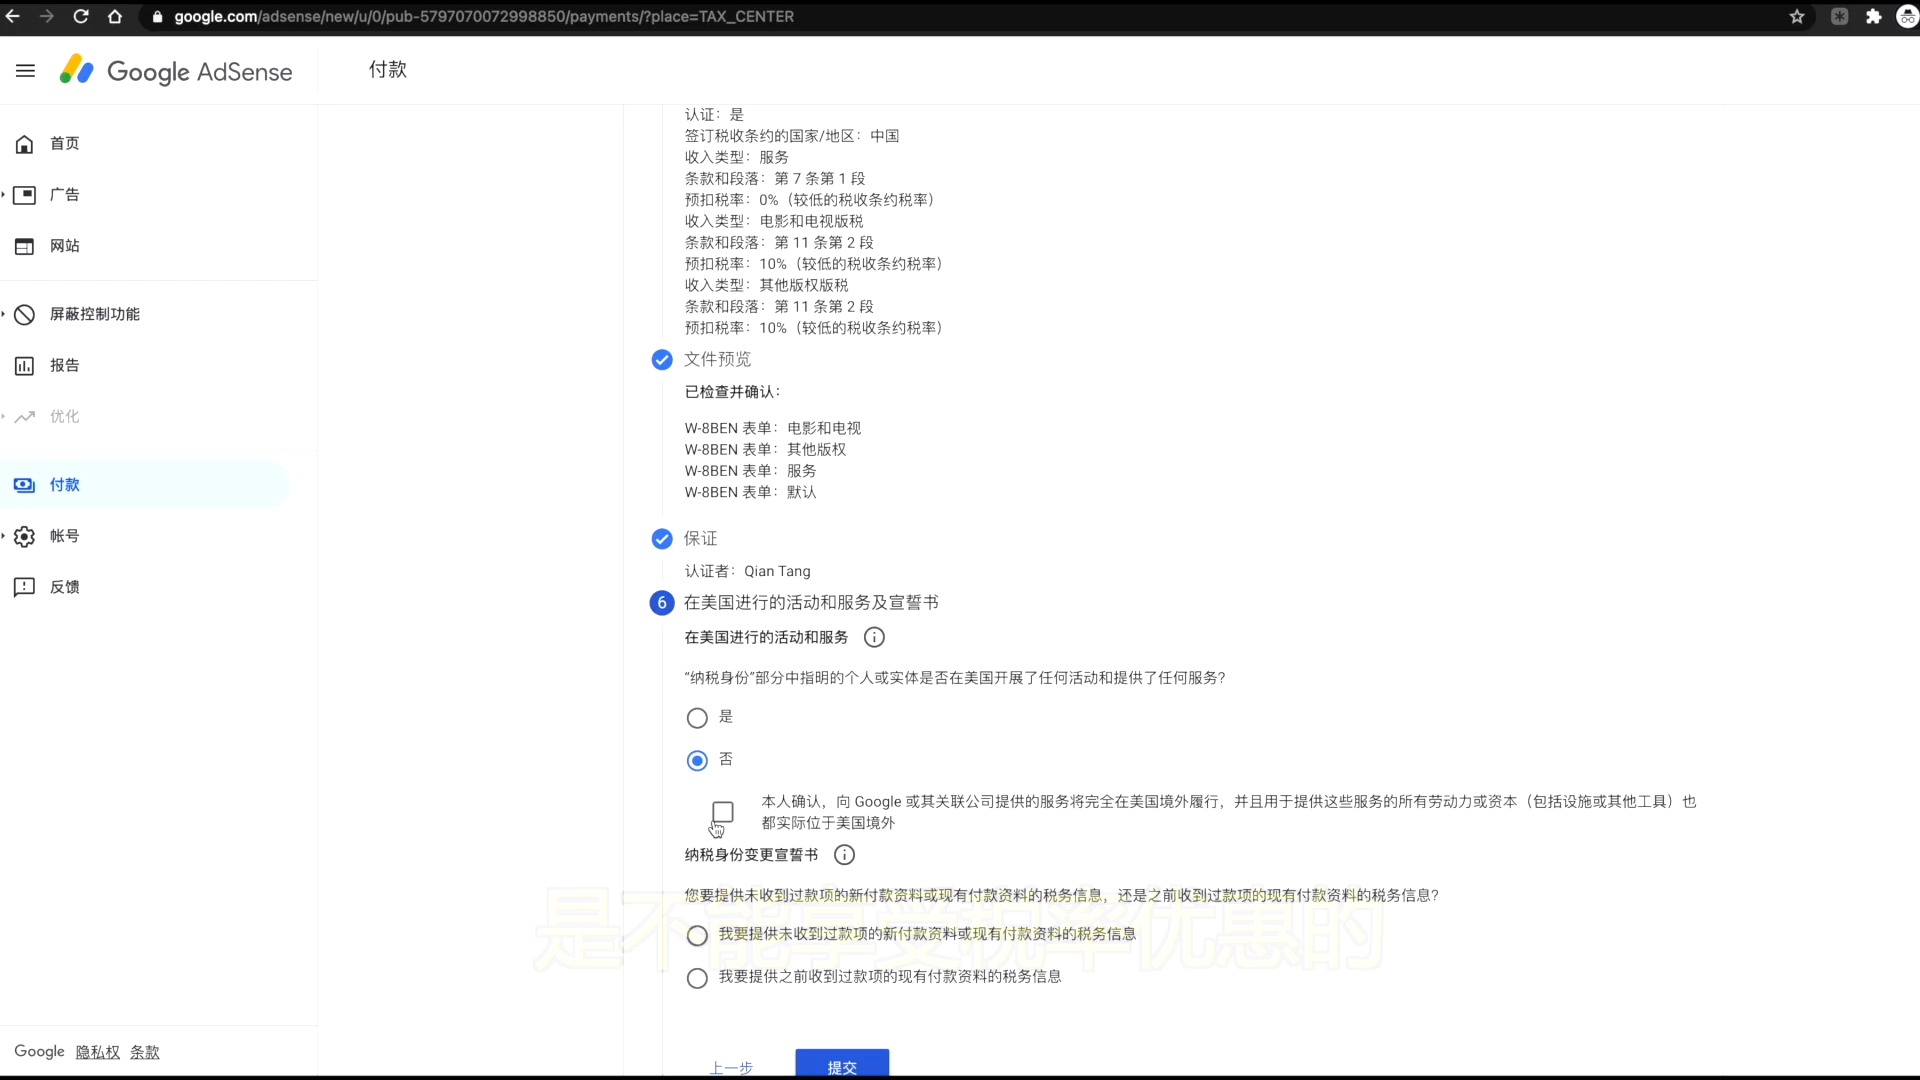 google.com/adsense/new/u/0/pub-5797070072998850/payments/?place=TAX_CENTER
Google AdSense
付款
首页
广告
网站
屏蔽控制功能
报告
优化
付款
帐号
反馈
Google 隐私权 条款
认证：是
签订税收条约的国家/地区：中国
收入类型：服务
条款和段落：第 7 条第 1 段
预扣税率：0%（较低的税收条约税率）
收入类型：电影和电视版税
条款和段落：第 11 条第 2 段
预扣税率：10%（较低的税收条约税率）
收入类型：其他版权版税
条款和段落：第 11 条第 2 段
预扣税率：10%（较低的税收条约税率）
文件预览
已检查并确认：
W-8BEN 表单：电影和电视
W-8BEN 表单：其他版权
W-8BEN 表单：服务
W-8BEN 表单：默认
保证
认证者：Qian Tang
6 在美国进行的活动和服务及宣誓书
在美国进行的活动和服务
“纳税身份”部分中指明的个人或实体是否在美国开展了任何活动和提供了任何服务？
是
否
本人确认，向 Google 或其关联公司提供的服务将完全在美国境外履行，并且用于提供这些服务的所有劳动力或资本（包括设施或其他工具）也
都实际位于美国境外
纳税身份变更宣誓书
您要提供未收到过款项的新付款资料或现有付款资料的税务信息，还是之前收到过款项的现有付款资料的税务信息？
是不能享受税率优惠的
我要提供未收到过款项的新付款资料或现有付款资料的税务信息
我要提供之前收到过款项的现有付款资料的税务信息
上一步 提交